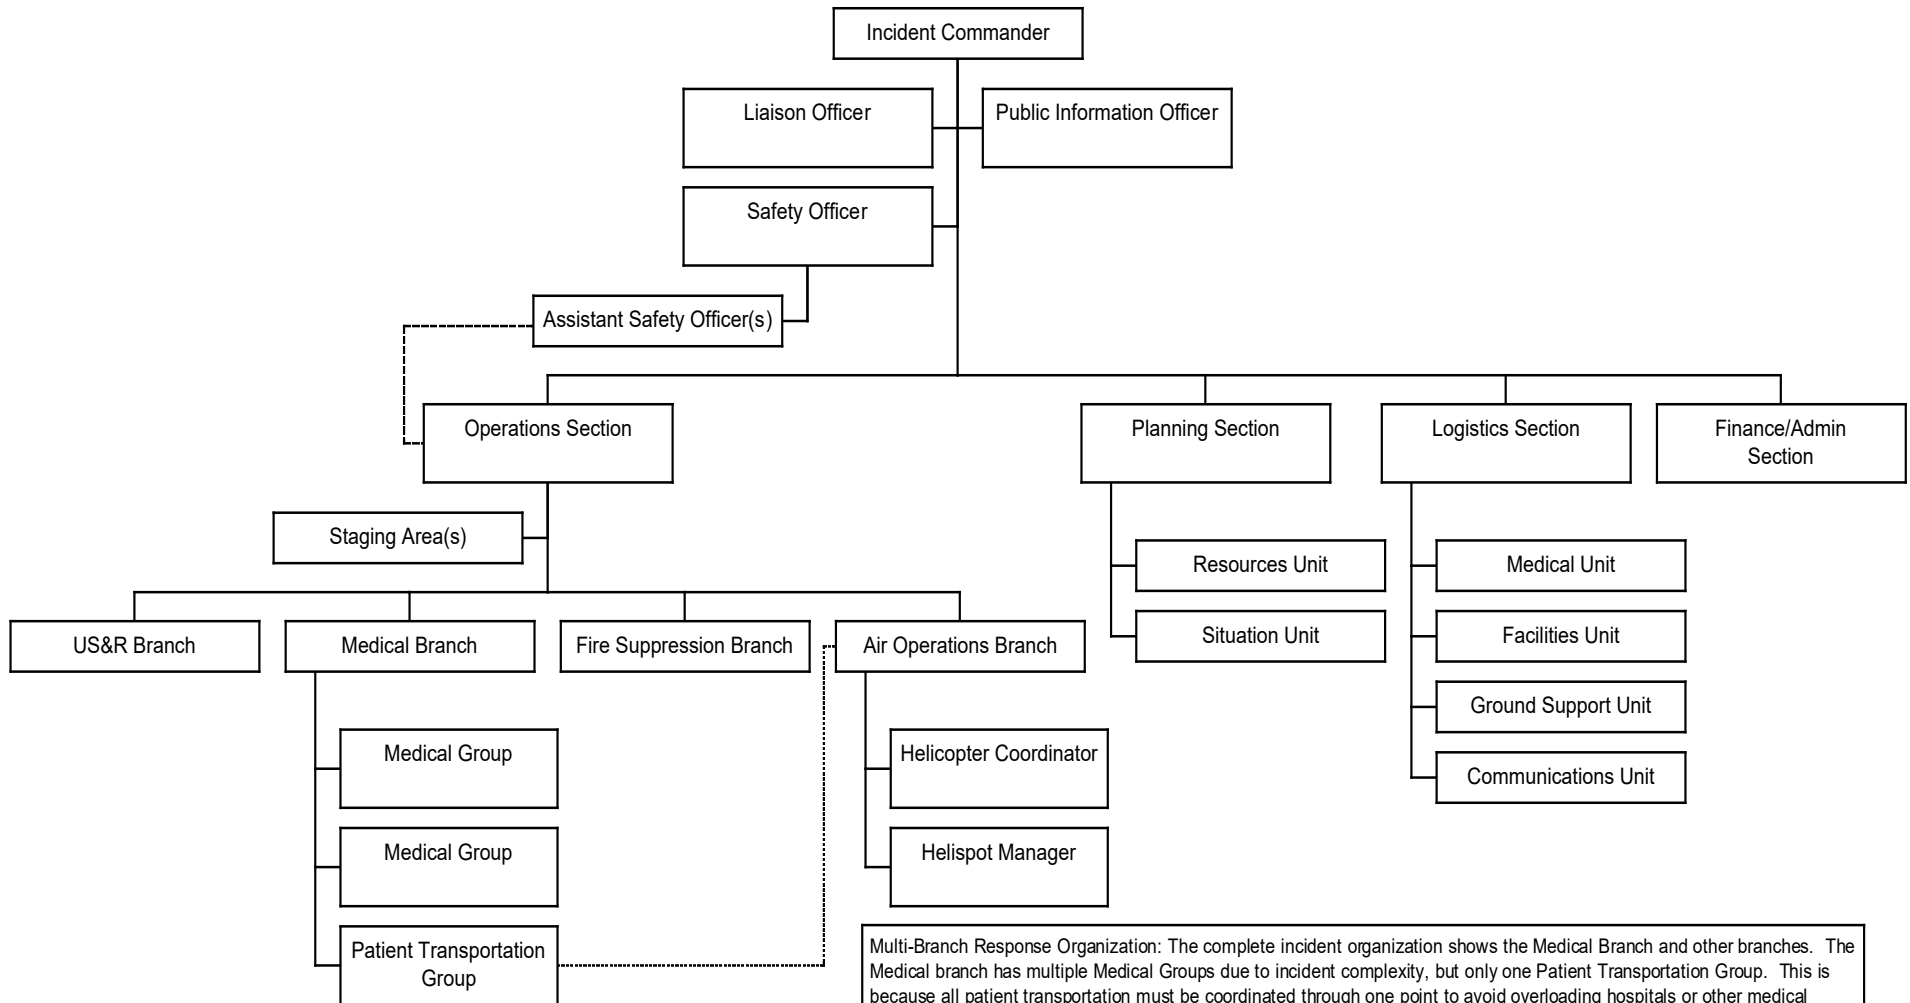 Incident Commander
Liaison Officer
Public Information Officer
Safety Officer
Assistant Safety Officer(s)
Operations Section
Planning Section
Logistics Section
Finance/Admin
Section
Staging Area(s)
Resources Unit
Medical Unit
Situation Unit
Facilities Unit
US&R Branch
Medical Branch
Fire Suppression Branch
Air Operations Branch
Ground Support Unit
Communications Unit
Medical Group
Helicopter Coordinator
Medical Group
Helispot Manager
Patient Transportation
Group
Multi-Branch Response Organization: The complete incident organization shows the Medical Branch and other branches. The
Medical branch has multiple Medical Groups due to incident complexity, but only one Patient Transportation Group. This is
because all patient transportation must be coordinated through one point to avoid overloading hospitals or other medical